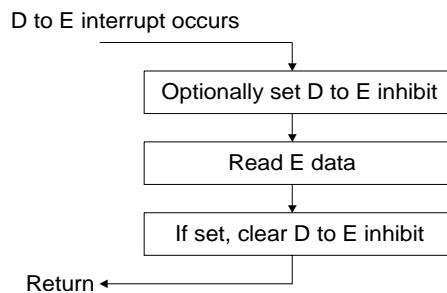 D to E interrupt occurs
Optionally set D to E inhibit
Read E data
If set, clear D to E inhibit
Return